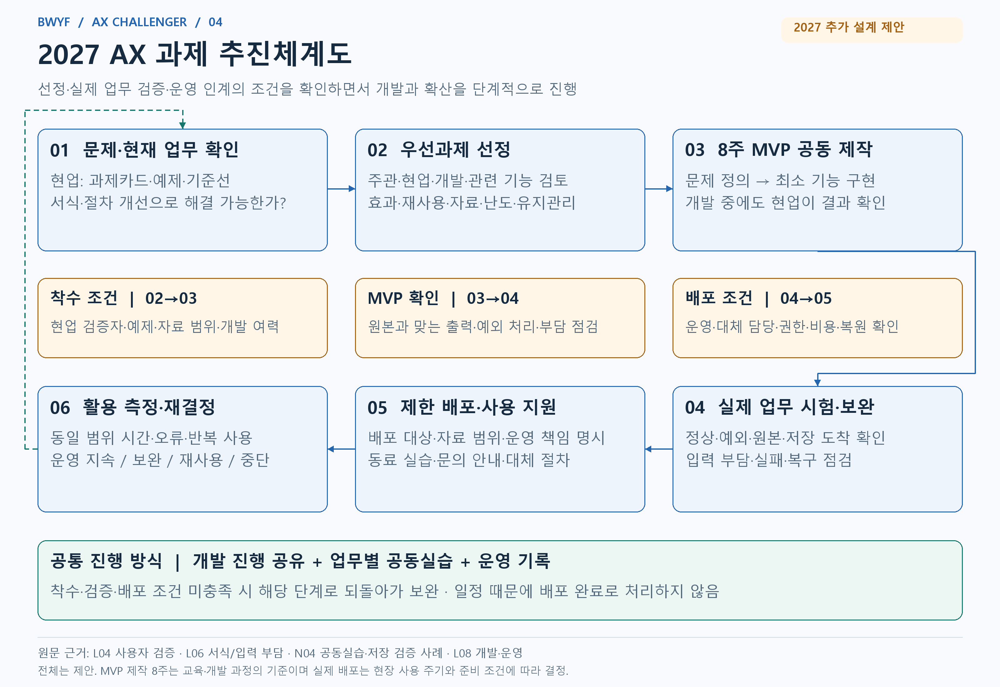 BWYF / AX CHALLENGER / 04
2027 추가 설계 제안
2027 AX 과제 추진체계도
선정·실제 업무 검증·운영 인계의 조건을 확인하면서 개발과 확산을 단계적으로 진행
01 문제·현재 업무 확인
현업: 과제카드·예제·기준선
서식·절차 개선으로 해결 가능한가?
02 우선과제 선정
주관·현업·개발·관련 기능 검토
효과·재사용·자료·난도·유지관리
03 8주 MVP 공동 제작
문제 정의 → 최소 기능 구현
개발 중에도 현업이 결과 확인
착수 조건 | 02→03
현업 검증자·예제·자료 범위·개발 여력
MVP 확인 | 03→04
원본과 맞는 출력·예외 처리·부담 점검
배포 조건 | 04→05
운영·대체 담당·권한·비용·복원 확인
06 활용 측정·재결정
동일 범위 시간·오류·반복 사용
운영 지속 / 보완 / 재사용 / 중단
05 제한 배포·사용 지원
배포 대상·자료 범위·운영 책임 명시
동료 실습·문의 안내·대체 절차
04 실제 업무 시험·보완
정상·예외·원본·저장 도착 확인
입력 부담·실패·복구 점검
공통 진행 방식 | 개발 진행 공유 + 업무별 공동실습 + 운영 기록
착수·검증·배포 조건 미충족 시 해당 단계로 되돌아가 보완 · 일정 때문에 배포 완료로 처리하지 않음
원문 근거: L04 사용자 검증 · L06 서식/입력 부담 · N04 공동실습·저장 검증 사례 · L08 개발·운영
전체는 제안. MVP 제작 8주는 교육·개발 과정의 기준이며 실제 배포는 현장 사용 주기와 준비 조건에 따라 결정.